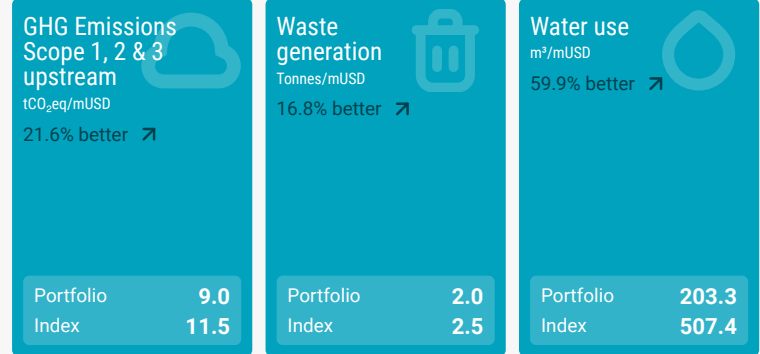 GHG Emissions
Scope 1, 2 & 3
upstream
tCO₂eq/mUSD
21.6% better
Portfolio 9.0
Index 11.5
Waste
generation
Tonnes/mUSD
16.8% better
Portfolio 2.0
Index 2.5
Water use
m³/mUSD
59.9% better
Portfolio 203.3
Index 507.4